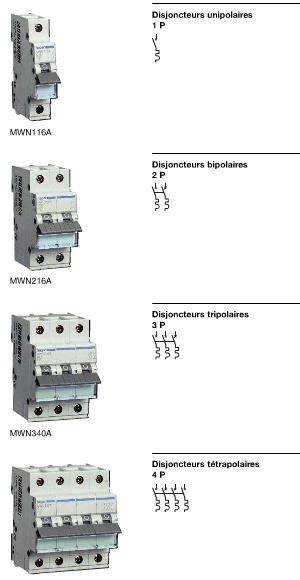 Disjoncteurs unipolaires
1 P
MWN116A
Disjoncteurs bipolaires
2 P
MWN216A
Disjoncteurs tripolaires
3 P
MWN340A
Disjoncteurs tétrapolaires
4 P